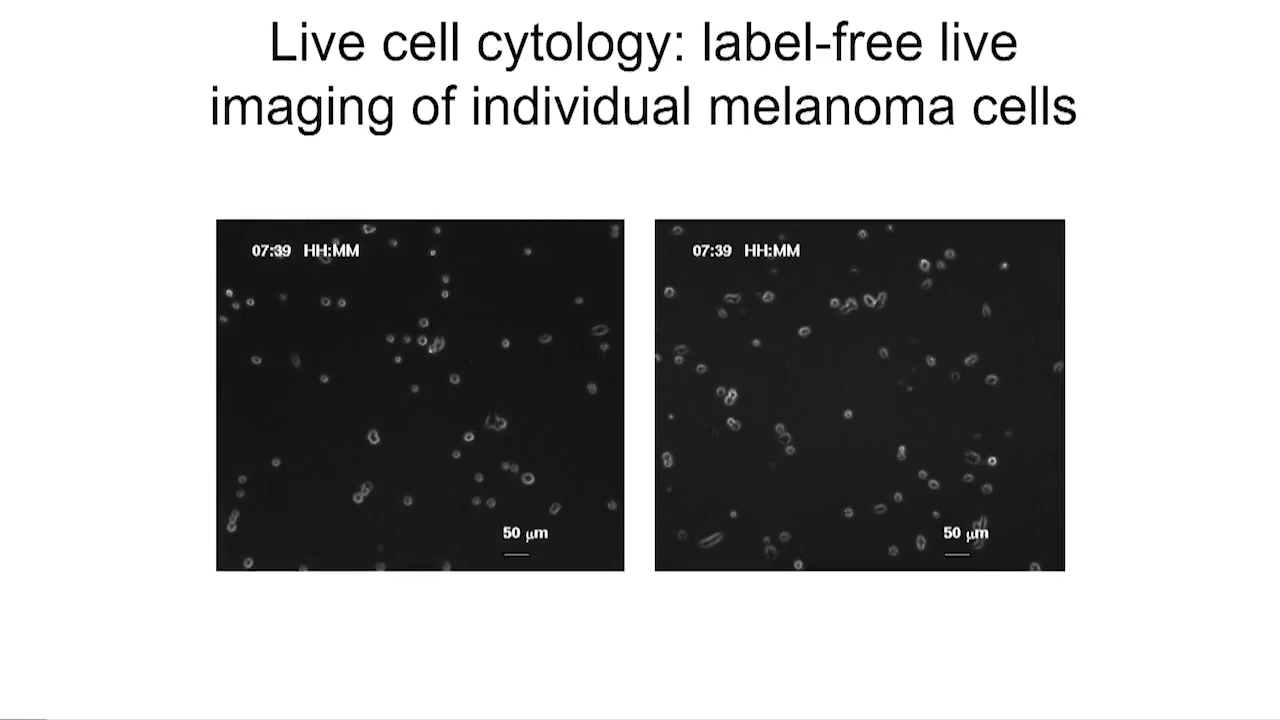 Live cell cytology: label-free live
imaging of individual melanoma cells
07:39 HH:MM
50 μm
07:39 HH:MM
50 μm